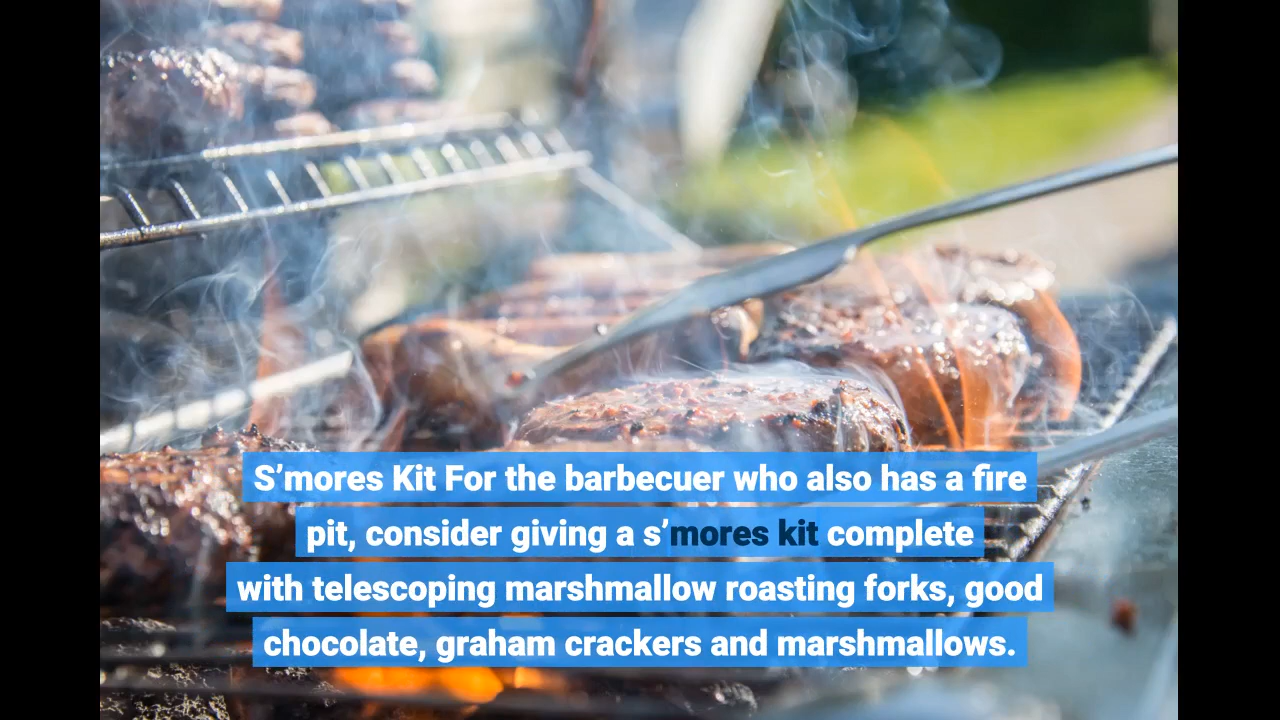 S’mores Kit For the barbecuer who also has a fire
pit, consider giving a s’mores kit complete
with telescoping marshmallow roasting forks, good
chocolate, graham crackers and marshmallows.